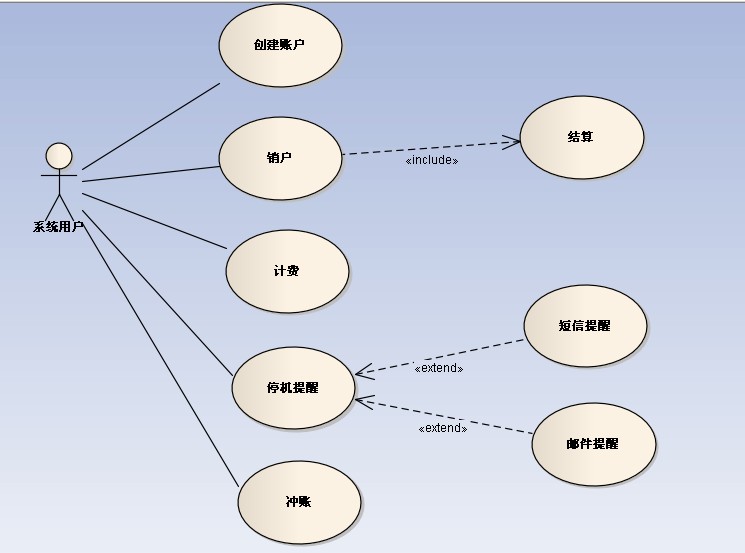 创建账户
销户
«include»
结算
系统用户
计费
短信提醒
«extend»
停机提醒
«extend»
邮件提醒
冲账